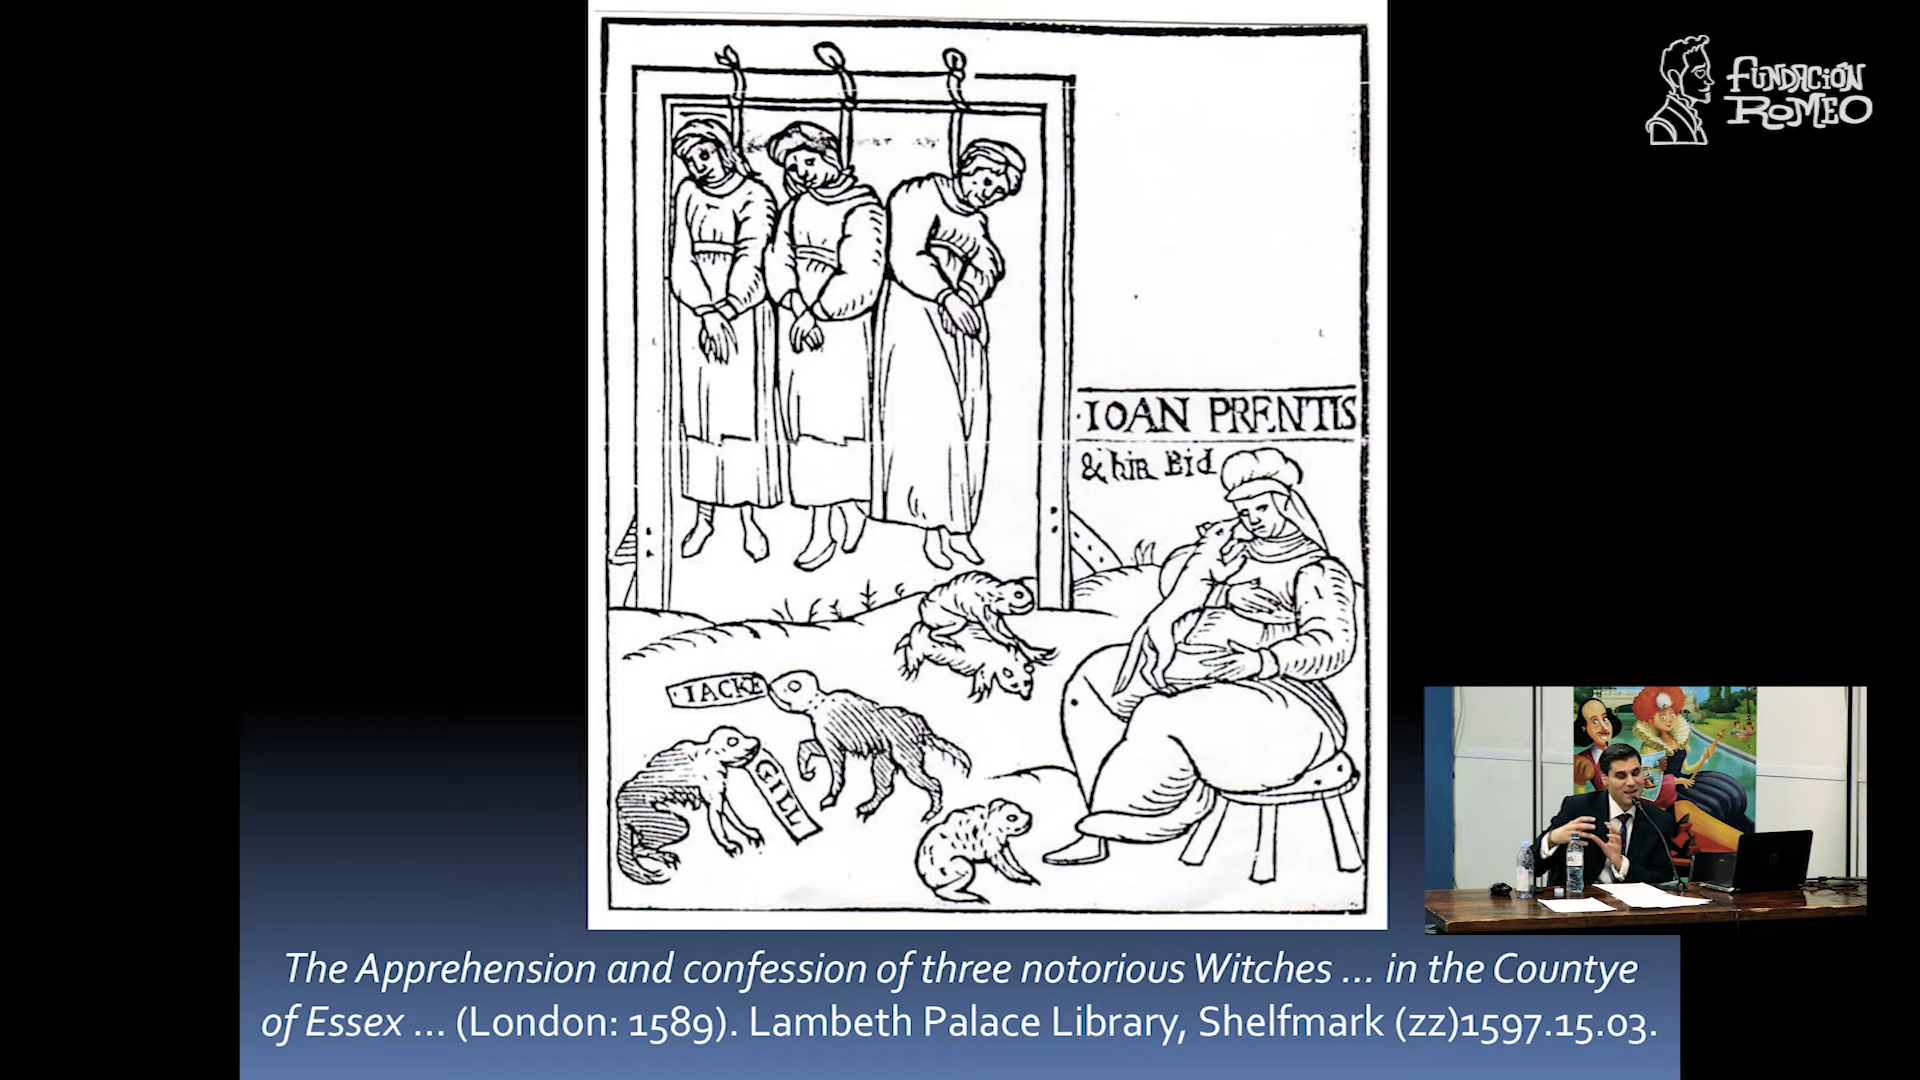 FUNDACIÓN
ROMEO
IOAN PRENTIS
& hir Bid
IACKE
GILL
The Apprehension and confession of three notorious Witches ... in the Countye
of Essex ... (London: 1589). Lambeth Palace Library, Shelfmark (zz)1597.15.03.